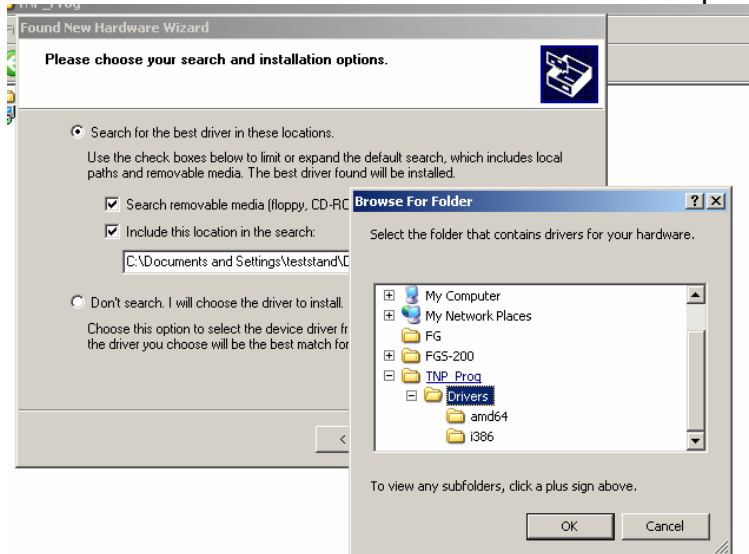 TNP_Prog
Found New Hardware Wizard
Please choose your search and installation options.
Search for the best driver in these locations.
Use the check boxes below to limit or expand the default search, which includes local
paths and removable media. The best driver found will be installed.
Search removable media (floppy, CD-RO
Include this location in the search:
C:\Documents and Settings\teststand\D
Don't search. I will choose the driver to install.
Choose this option to select the device driver fr
the driver you choose will be the best match for
<
Browse For Folder
Select the folder that contains drivers for your hardware.
My Computer
My Network Places
FG
FGS-200
TNP_Prog
Drivers
amd64
i386
To view any subfolders, click a plus sign above.
OK
Cancel